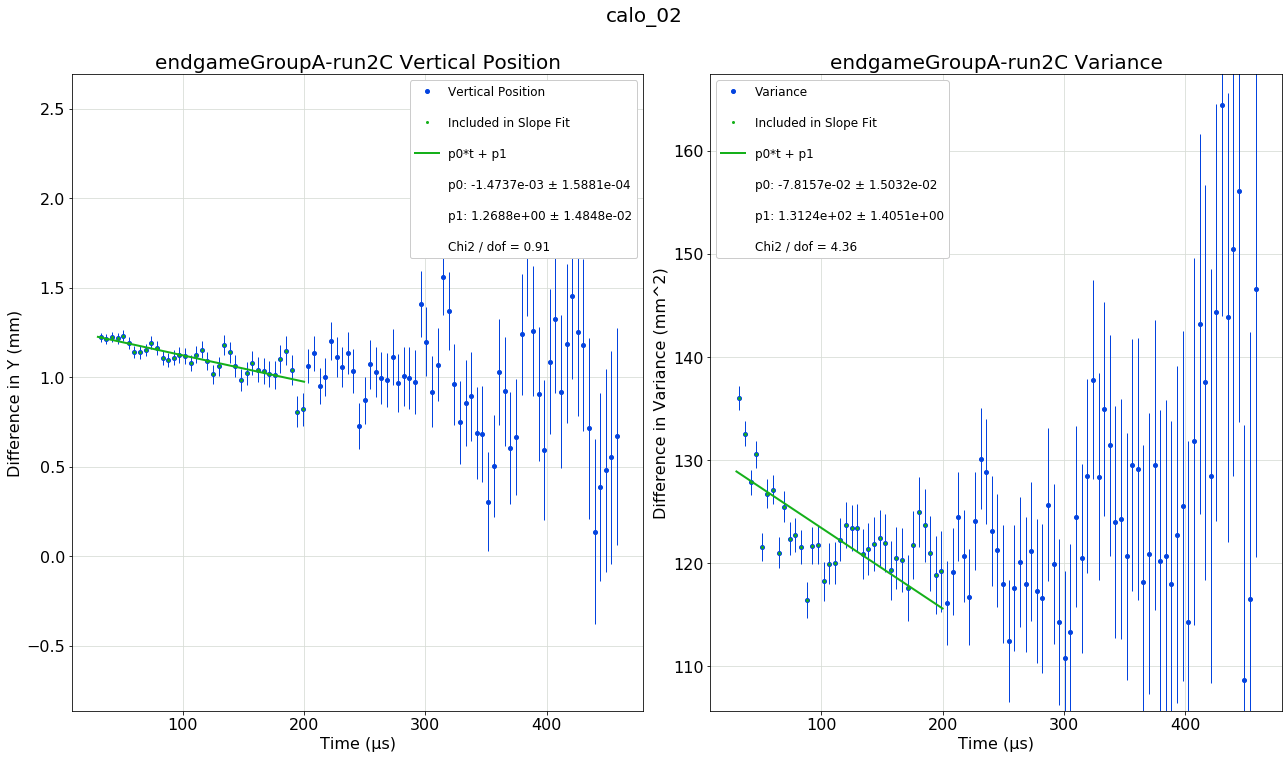 calo_02
endgameGroupA-run2C Vertical Position
Difference in Y (mm)
2.5
2.0
1.5
1.0
0.5
0.0
−0.5
Vertical Position
Included in Slope Fit
p0*t + p1
p0: -1.4737e-03 ± 1.5881e-04
p1: 1.2688e+00 ± 1.4848e-02
Chi2 / dof = 0.91
100 200 300 400
Time (μs)
endgameGroupA-run2C Variance
Difference in Variance (mm^2)
160
150
140
130
120
110
Variance
Included in Slope Fit
p0*t + p1
p0: -7.8157e-02 ± 1.5032e-02
p1: 1.3124e+02 ± 1.4051e+00
Chi2 / dof = 4.36
100 200 300 400
Time (μs)